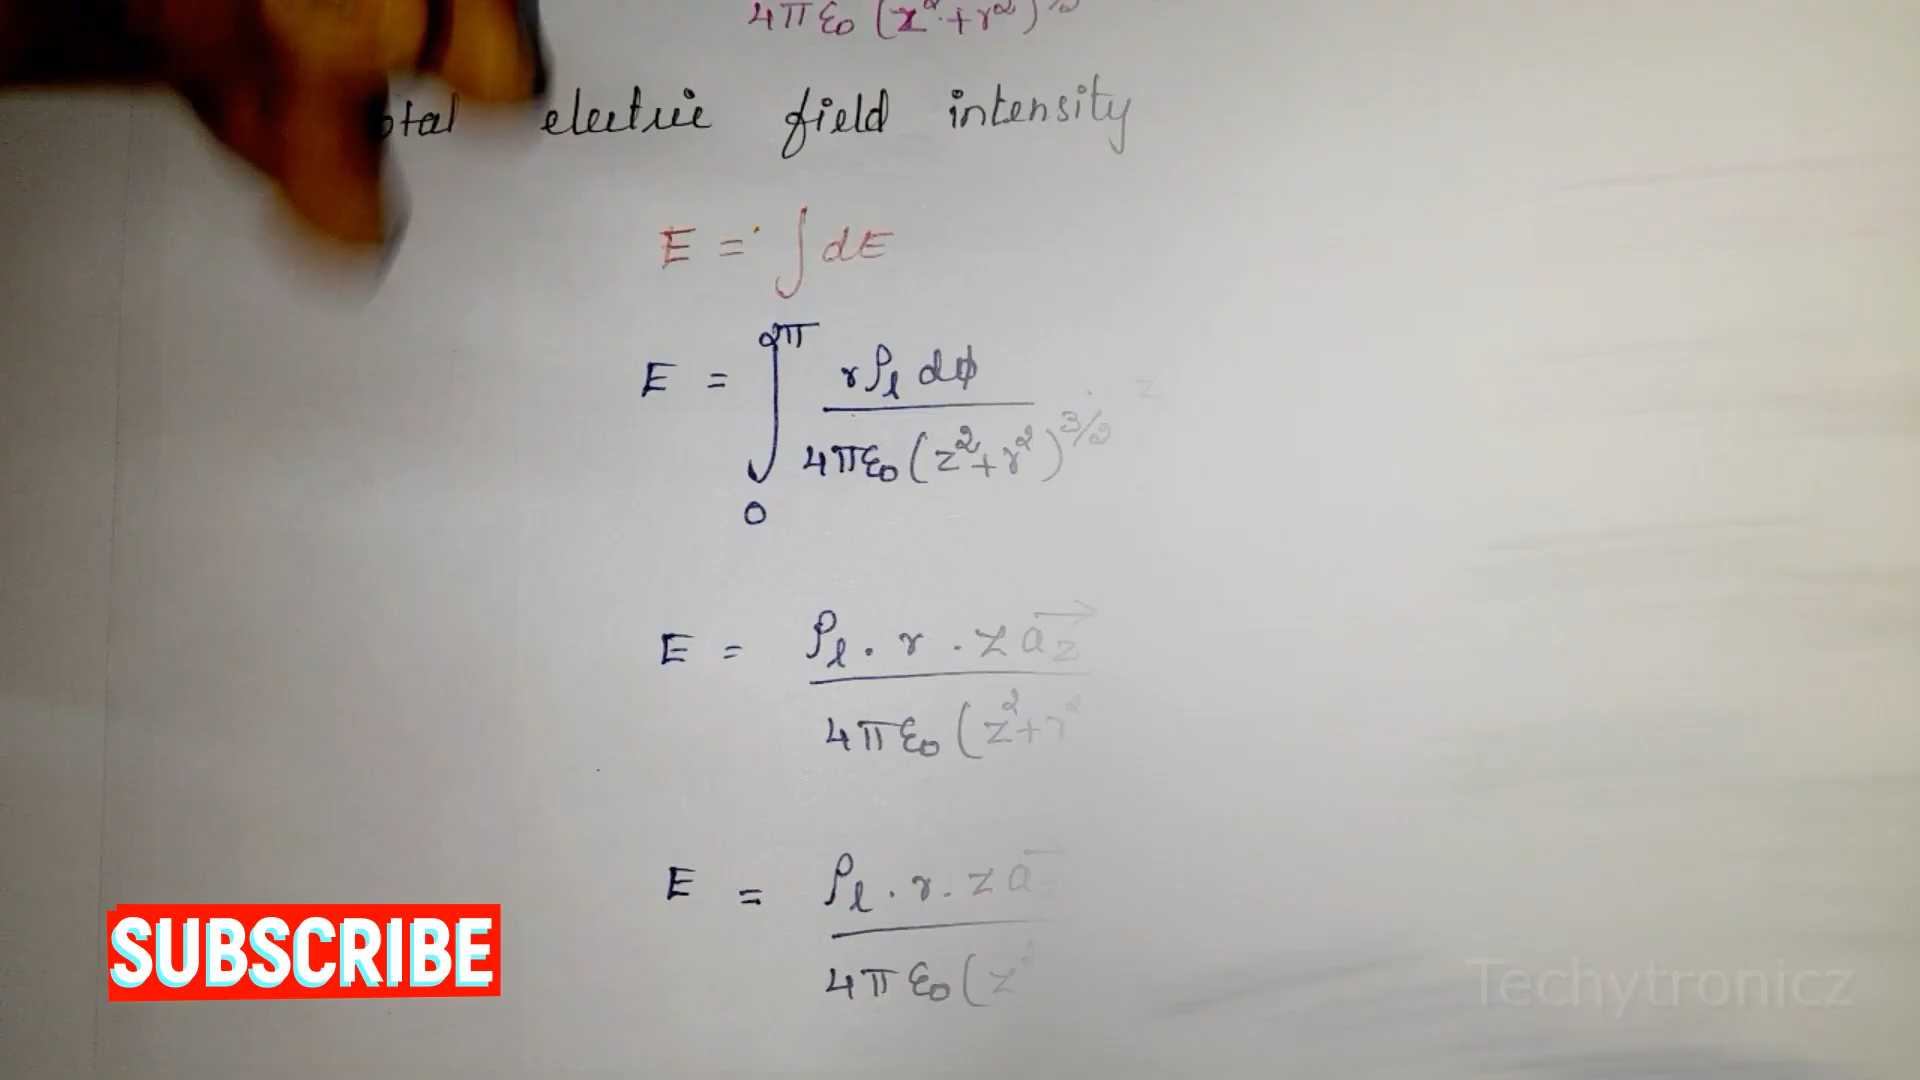 4πε₀ (z²+r²)
otal electric field intensity
E = ∫ dE
E = ∫₀^2π rρₗ dϕ / 4πε₀ (z²+r²)^3/2 z
E = ρₗ . r . z a⃗z / 4πε₀ (z²+r²
E = ρₗ . r . z a / 4πε₀ (z²
SUBSCRIBE
Techytronicz